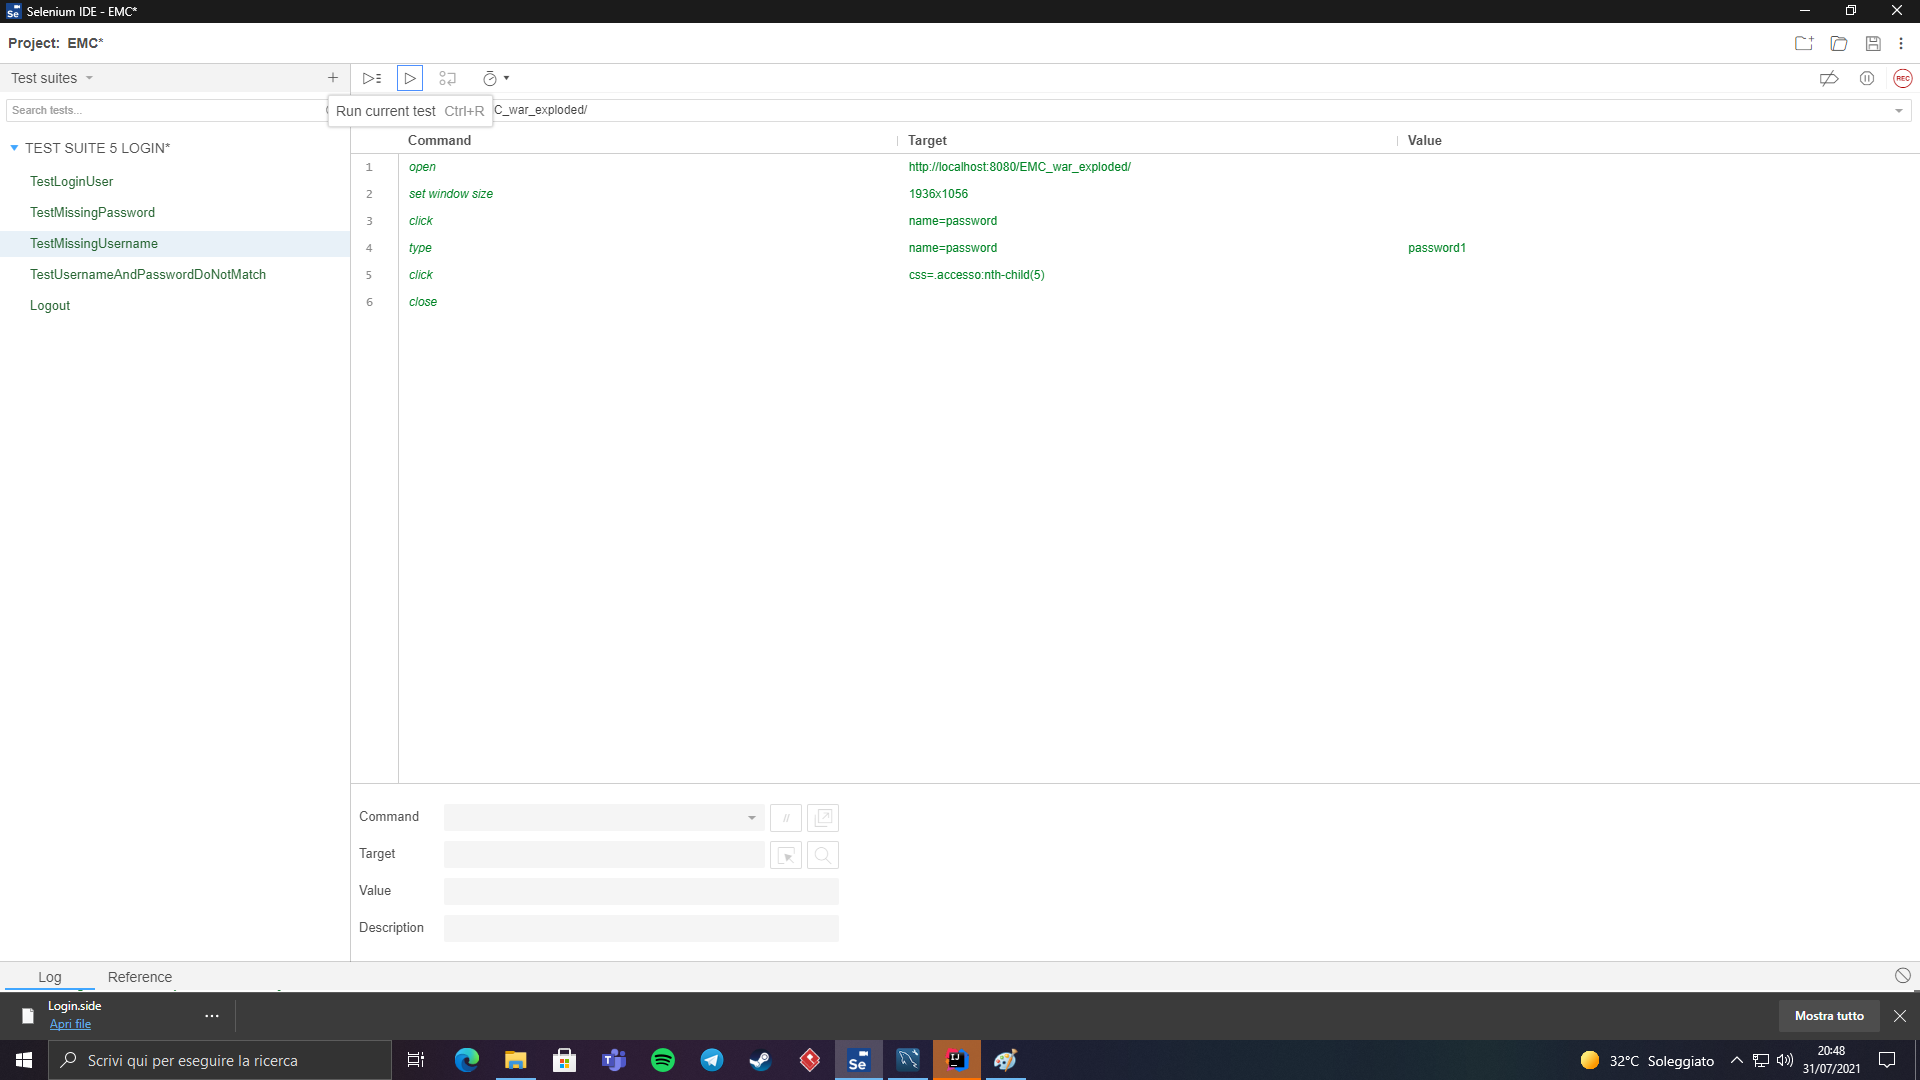 Selenium IDE - EMC*
Project: EMC*
Test suites
Search tests...
Run current test Ctrl+R
C_war_exploded/
REC
Command Target Value
TEST SUITE 5 LOGIN*
TestLoginUser
TestMissingPassword
TestMissingUsername
TestUsernameAndPasswordDoNotMatch
Logout
1 open http://localhost:8080/EMC_war_exploded/
2 set window size 1936x1056
3 click name=password
4 type name=password password1
5 click css=.accesso:nth-child(5)
6 close
Command
//
Target
Value
Description
Log Reference
Login.side
Apri file
Mostra tutto
Scrivi qui per eseguire la ricerca
32°C Soleggiato
20:48
31/07/2021